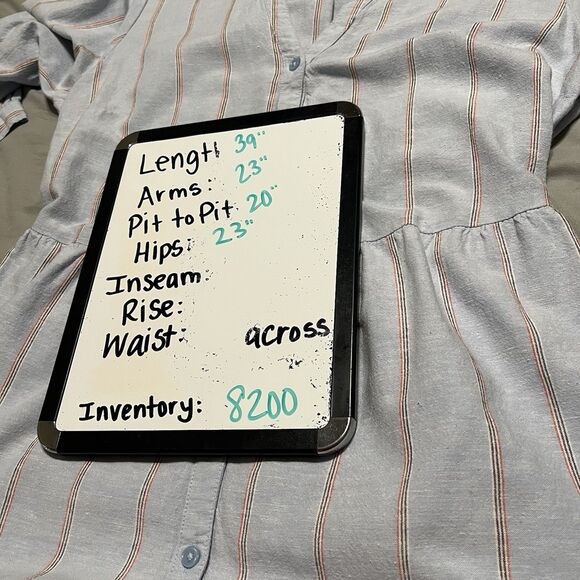 Length 39"
Arms: 23"
Pit to Pit: 20"
Hips: 23"
Inseam
Rise:
Waist: across
Inventory: 8200